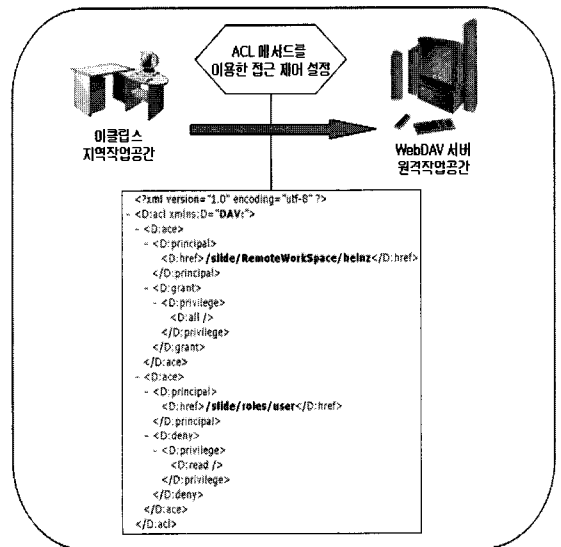 ACL 메서드를
이용한 접근 제어 설정
이클립스
지역작업공간
WebDAV 서버
원격작업공간
<?xml version="1.0" encoding="utf-8" ?>
- <D:acl xmlns:D="DAV:">
- <D:ace>
- <D:principal>
<D:href>/slide/RemoteWorkSpace/heinz</D:href>
</D:principal>
- <D:grant>
- <D:privilege>
<D:all />
</D:privilege>
</D:grant>
</D:ace>
- <D:ace>
- <D:principal>
<D:href>/slide/roles/user</D:href>
</D:principal>
- <D:deny>
- <D:privilege>
<D:read />
</D:privilege>
</D:deny>
</D:ace>
</D:acl>